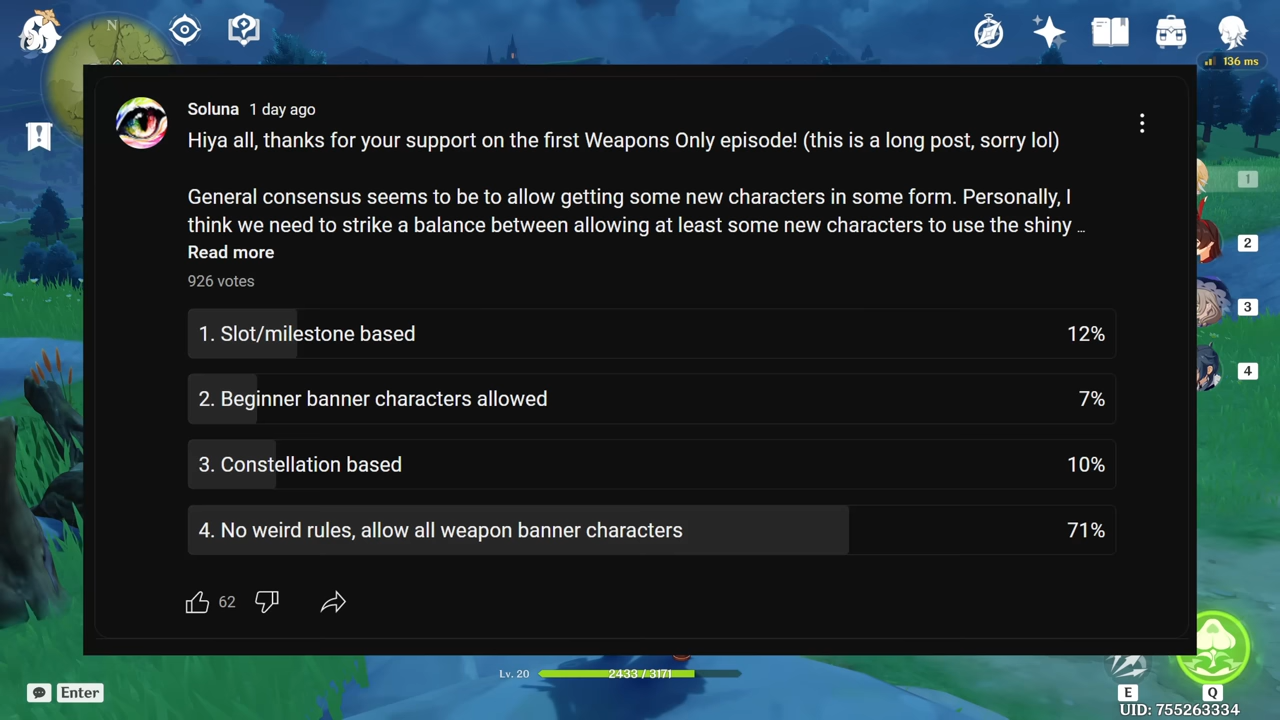 N
136 ms
Soluna 1 day ago
Hiya all, thanks for your support on the first Weapons Only episode! (this is a long post, sorry lol)
General consensus seems to be to allow getting some new characters in some form. Personally, I
think we need to strike a balance between allowing at least some new characters to use the shiny ...
Read more
926 votes
1. Slot/milestone based 12%
2. Beginner banner characters allowed 7%
3. Constellation based 10%
4. No weird rules, allow all weapon banner characters 71%
62
1
2
3
4
Lv. 20 2433 / 3171
Enter
E Q
UID: 755263334